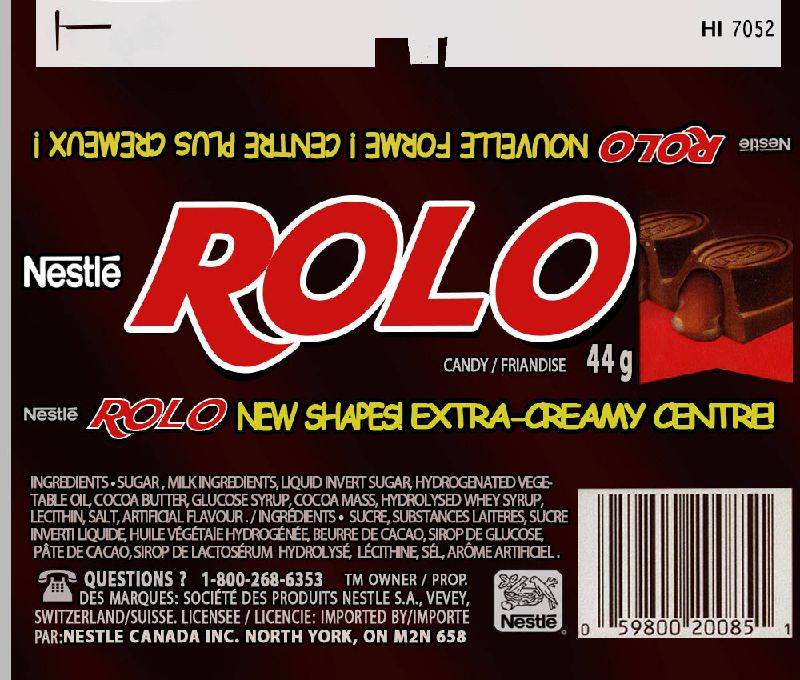 HI 7052
Nestlé ROLO NOUVELLE FORME ! CENTRE PLUS CREMEUX !
Nestlé ROLO
CANDY / FRIANDISE 44 g
Nestlé ROLO NEW SHAPES! EXTRA-CREAMY CENTRE!
INGREDIENTS • SUGAR , MILK INGREDIENTS, LIQUID INVERT SUGAR, HYDROGENATED VEGE-
TABLE OIL, COCOA BUTTER, GLUCOSE SYRUP, COCOA MASS, HYDROLYSED WHEY SYRUP,
LECITHIN, SALT, ARTIFICIAL FLAVOUR . / INGRÉDIENTS • SUCRE, SUBSTANCES LAITERES, SUCRE
INVERTI LIQUIDE, HUILE VÉGÉTAIE HYDROGÉNÉE, BEURRE DE CACAO, SIROP DE GLUCOSE,
PÂTE DE CACAO, SIROP DE LACTOSÉRUM HYDROLYSÉ, LÉCITHINE, SÉL, ARÔME ARTIFICIEL .
QUESTIONS ? 1-800-268-6353 TM OWNER / PROP.
DES MARQUES: SOCIÉTÉ DES PRODUITS NESTLE S.A., VEVEY,
SWITZERLAND/SUISSE. LICENSEE / LICENCIE: IMPORTED BY/IMPORTE
PAR:NESTLE CANADA INC. NORTH YORK, ON M2N 658
Nestlé
0 59800 20085 1